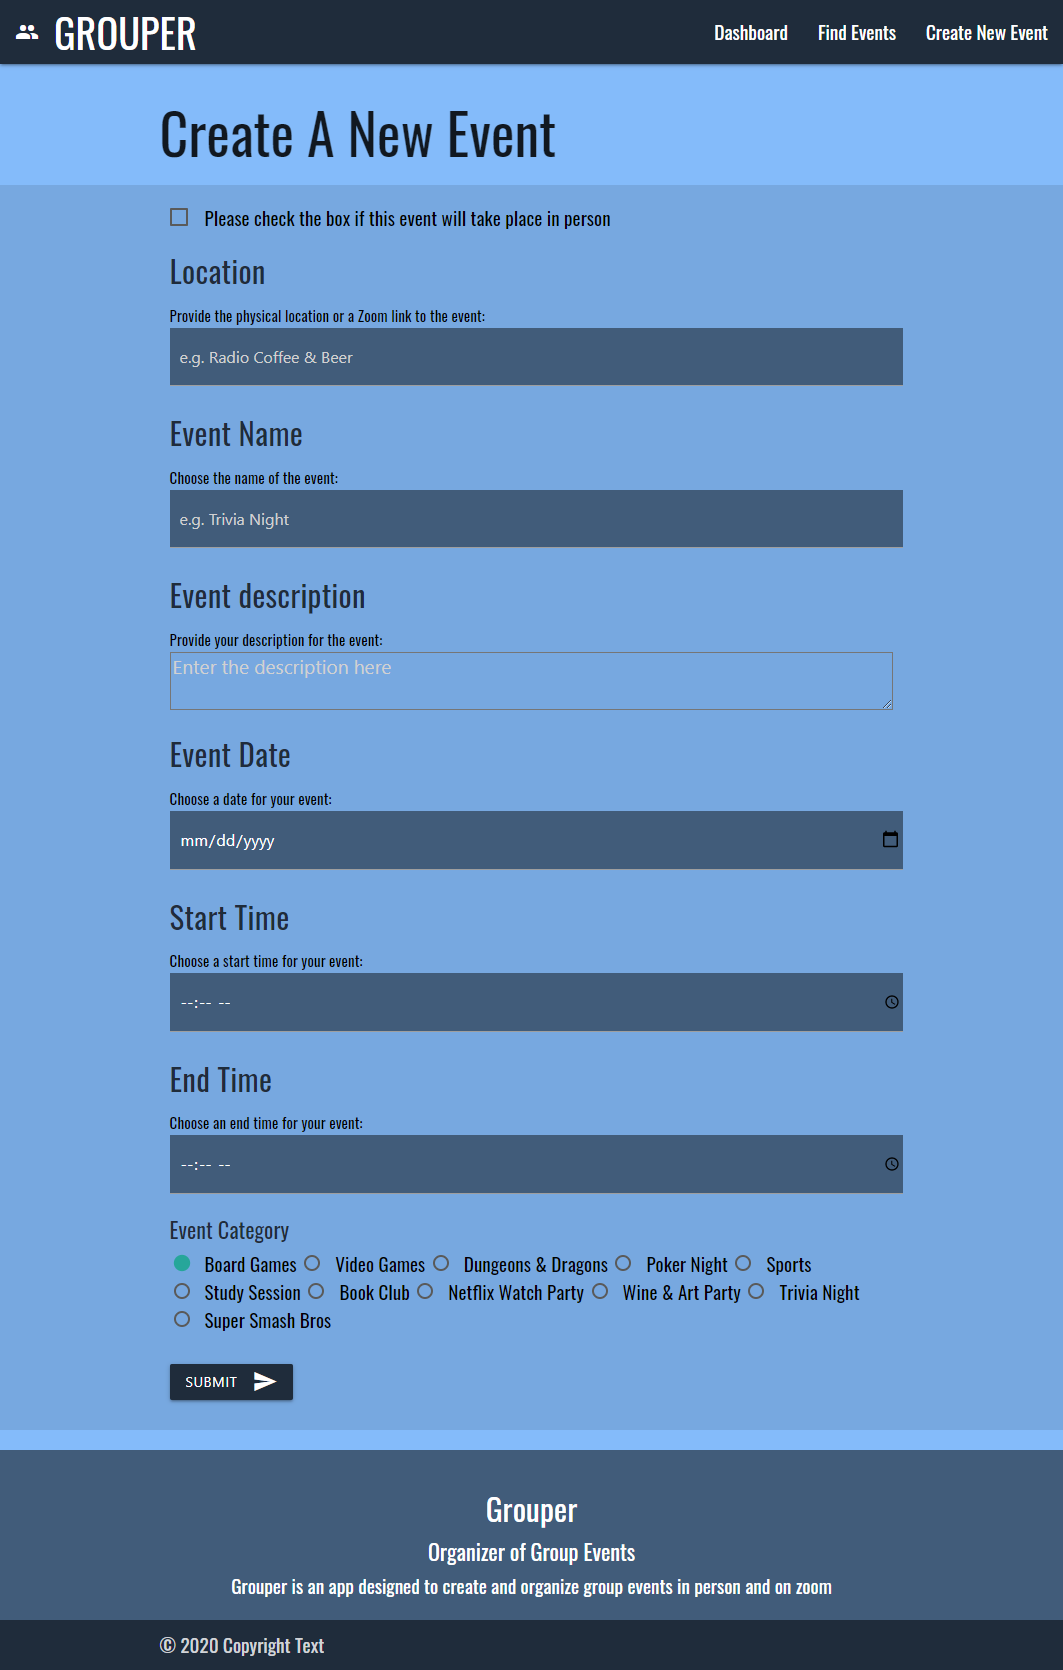 GROUPER
Dashboard Find Events Create New Event
Create A New Event
Please check the box if this event will take place in person
Location
Provide the physical location or a Zoom link to the event:
e.g. Radio Coffee & Beer
Event Name
Choose the name of the event:
e.g. Trivia Night
Event description
Provide your description for the event:
Enter the description here
Event Date
Choose a date for your event:
mm/dd/yyyy
Start Time
Choose a start time for your event:
--:-- --
End Time
Choose an end time for your event:
--:-- --
Event Category
Board Games Video Games Dungeons & Dragons Poker Night Sports
Study Session Book Club Netflix Watch Party Wine & Art Party Trivia Night
Super Smash Bros
SUBMIT
Grouper
Organizer of Group Events
Grouper is an app designed to create and organize group events in person and on zoom
© 2020 Copyright Text